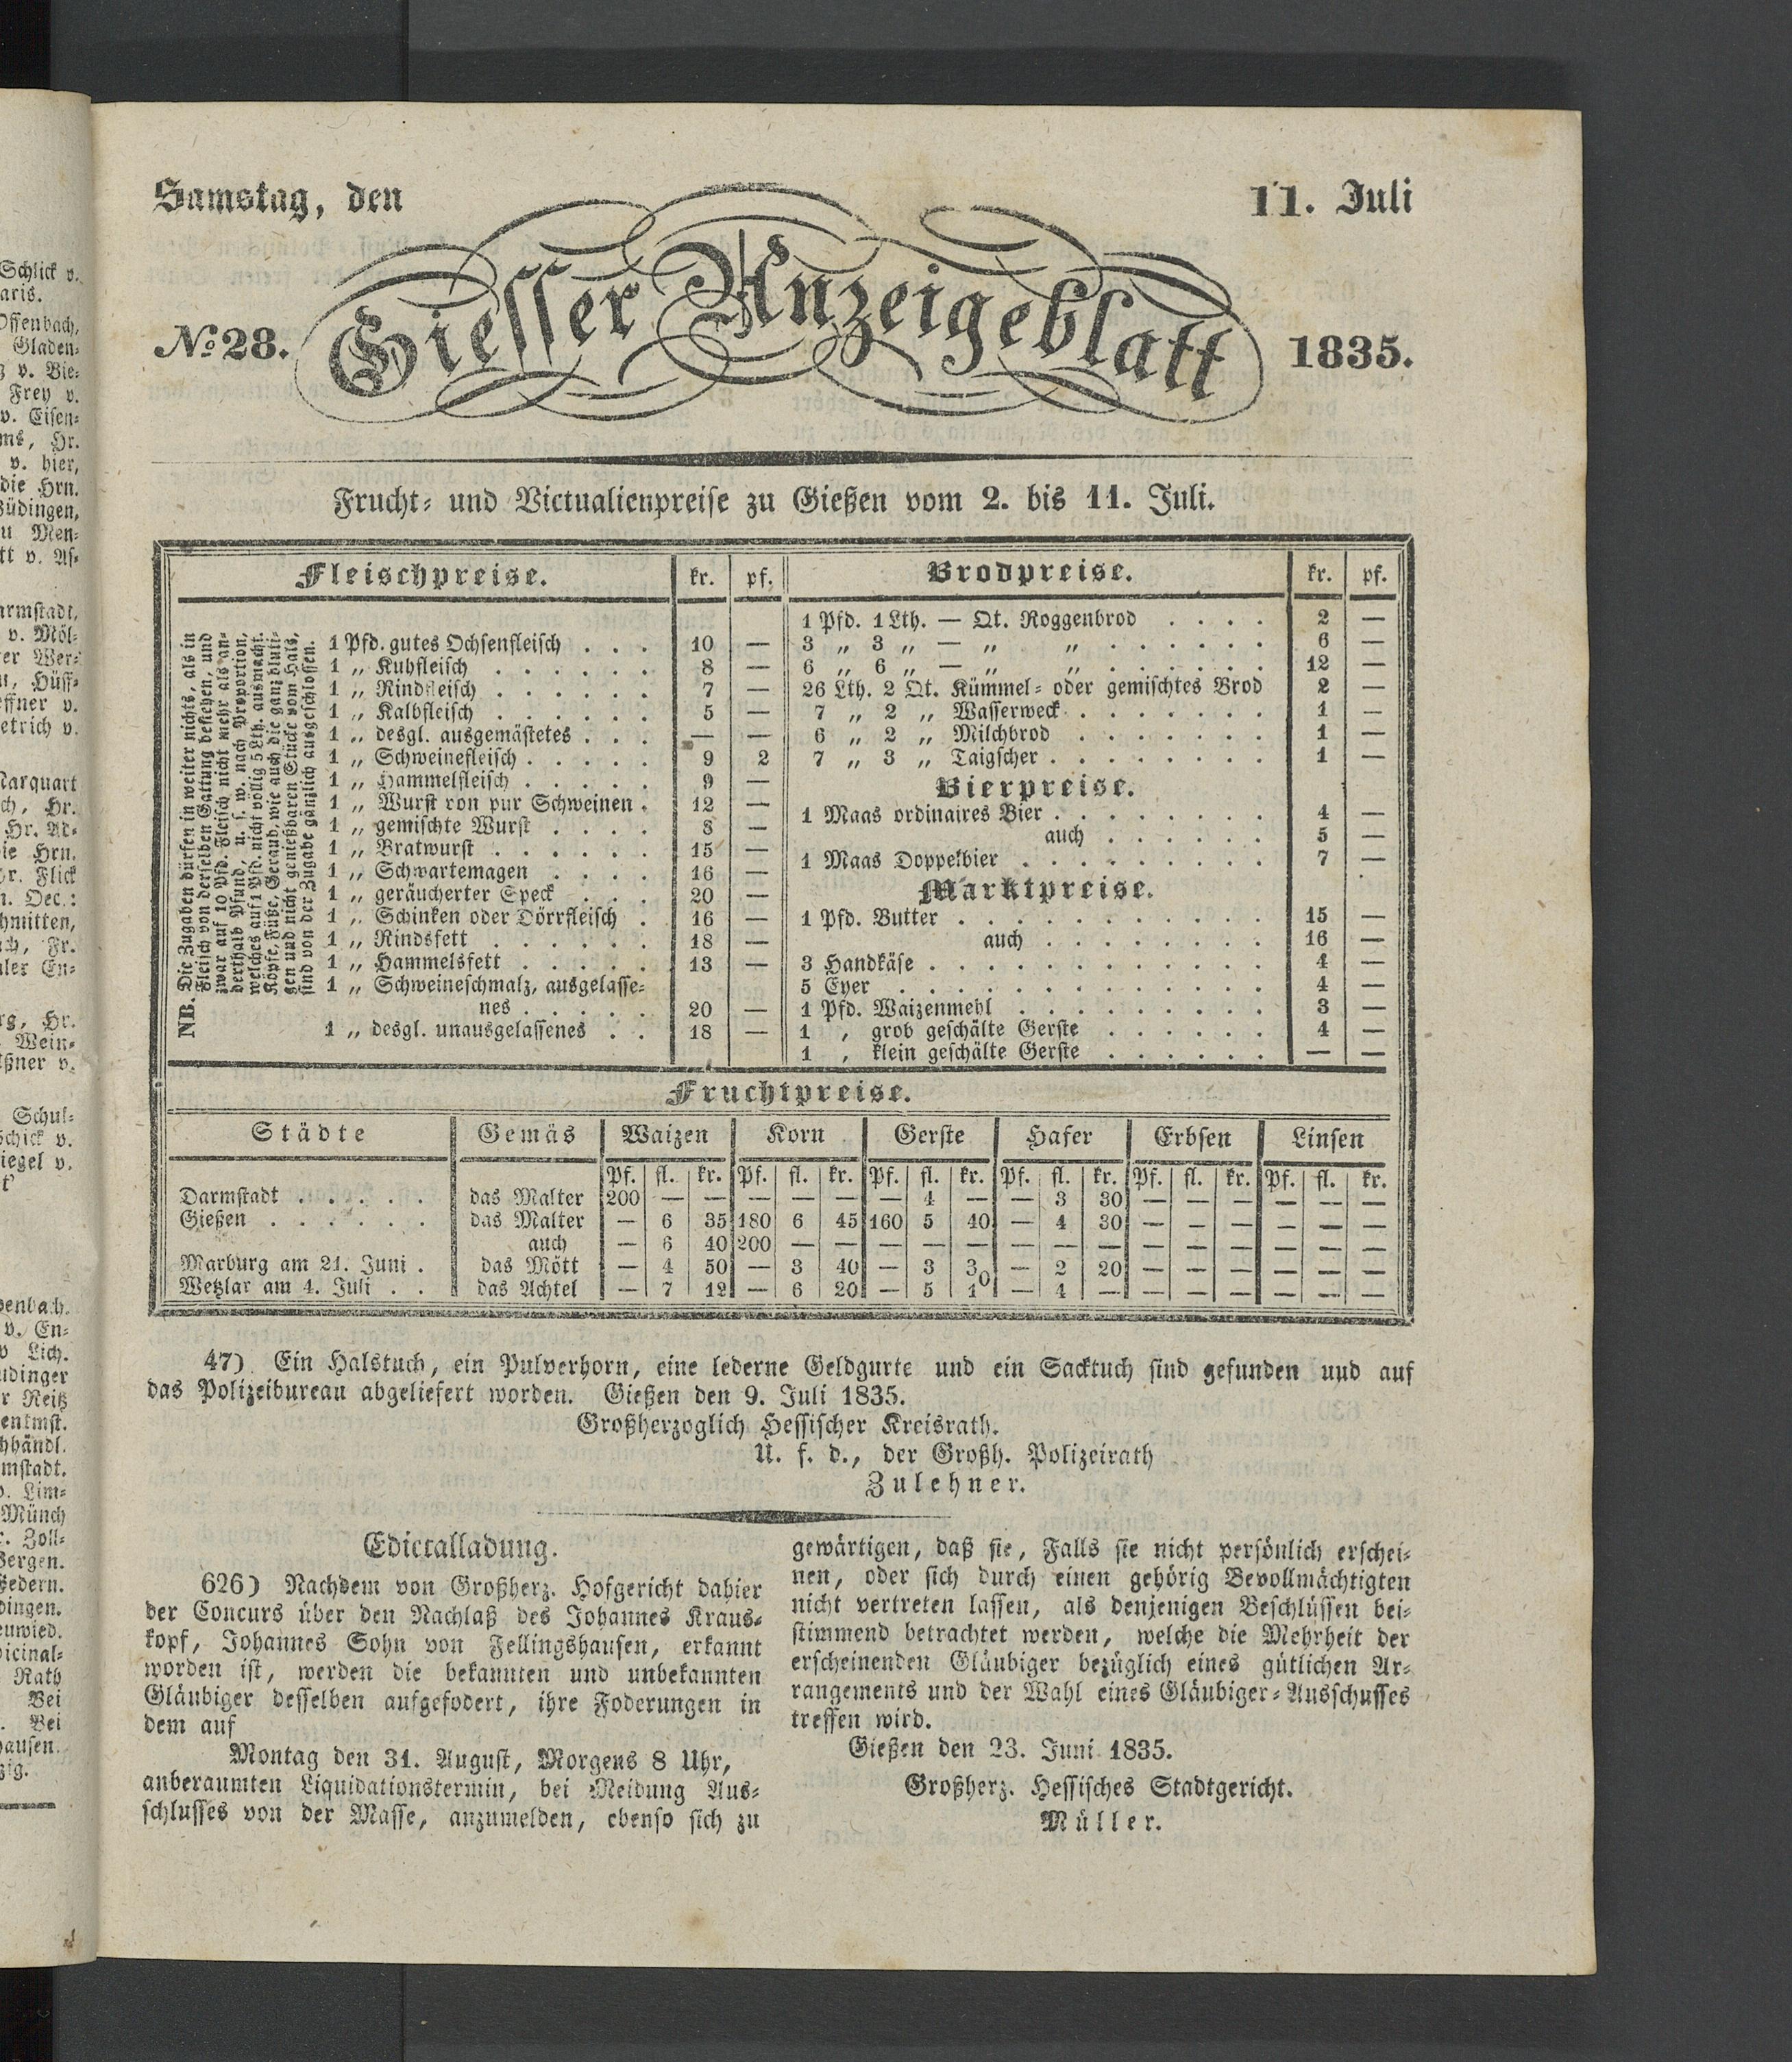 Samstag, den 11. Juli
No 28. Giesser Anzeigeblatt 1835.
Frucht- und Victualienpreise zu Gießen vom 2. bis 11. Juli.
Fleischpreise. kr. pf.
NB. Die Zugaben dürfen in weiter nichts, als in
Fleisch von derselben Gattung bestehen, und
zwar auf 10 Pfd. Fleisch nicht mehr als an-
derthalb Pfund, u. s. w. nach Proportion,
welches auf 1 Pfd. nicht völlig 5 Lth. ausmacht.
Köpfe, Füße, Geraub, wie auch die ganz bluti-
gen und nicht genießbaren Stücke vom Hals,
sind von der Zugabe gänzlich ausgeschlossen.
1 Pfd. gutes Ochsenfleisch . . . 10 —
1 „ Kuhfleisch . . . . . . 8 —
1 „ Rindfleisch . . . . . . 7 —
1 „ Kalbfleisch . . . . . . 5 —
1 „ desgl. ausgemästetes . . . — —
1 „ Schweinefleisch . . . . . 9 2
1 „ Hammelfleisch . . . . . 9 —
1 „ Wurst von pur Schweinen . 12 —
1 „ gemischte Wurst . . . . 8 —
1 „ Bratwurst . . . . . . 15 —
1 „ Schwartemagen . . . . 16 —
1 „ geräucherter Speck . . . 20 —
1 „ Schinken oder Dörrfleisch . 16 —
1 „ Rindsfett . . . . . . 18 —
1 „ Hammelsfett . . . . . 13 —
1 „ Schweineschmalz, ausgelasse-
nes . . . . . 20 —
1 „ desgl. unausgelassenes . . 18 —
Brodpreise. kr. pf.
1 Pfd. 1 Lth. — Qt. Roggenbrod . . . . 2 —
3 „ 3 „ — „ „ . . . . . . 6 —
6 „ 6 „ — „ „ . . . . . . 12 —
26 Lth. 2 Qt. Kümmel- oder gemischtes Brod 2 —
7 „ 2 „ Wasserweck . . . . . . . 1 —
6 „ 2 „ Milchbrod . . . . . . . 1 —
7 „ 3 „ Taigscher . . . . . . . . 1 —
Bierpreise.
1 Maas ordinaires Bier . . . . . . . . 4 —
auch . . . . . . 5 —
1 Maas Doppelbier . . . . . . . . . 7 —
Marktpreise.
1 Pfd. Butter . . . . . . . . . . . 15 —
auch . . . . . . . . 16 —
3 Handkäse . . . . . . . . . . . . 4 —
5 Eyer . . . . . . . . . . . . . 4 —
1 Pfd. Waizenmehl . . . . . . . . . 3 —
1 , grob geschälte Gerste . . . . . . 4 —
1 , klein geschälte Gerste . . . . . . — —
Fruchtpreise.
Städte Gemäs Waizen Korn Gerste Hafer Erbsen Linsen
Pf. fl. kr. Pf. fl. kr. Pf. fl. kr. Pf. fl. kr. Pf. fl. kr. Pf. fl. kr.
Darmstadt . . . . . das Malter 200 — — — — — — 4 — — 3 30 — — — — — —
Gießen . . . . . . das Malter — 6 35 180 6 45 160 5 40 — 4 30 — — — — — —
auch — 6 40 200 — — — — — — — — — — — — — —
Marburg am 21. Juni . das Mött — 4 50 — 3 40 — 3 30 — 2 20 — — — — — —
Wetzlar am 4. Juli . . das Achtel — 7 12 — 6 20 — 5 10 — 4 — — — — — — —
47) Ein Halstuch, ein Pulverhorn, eine lederne Geldgurte und ein Sacktuch sind gefunden und auf
das Polizeibureau abgeliefert worden. Gießen den 9. Juli 1835.
Großherzoglich Hessischer Kreisrath.
U. f. d., der Großh. Polizeirath
Zulehner.
Edictalladung.
626) Nachdem von Großherz. Hofgericht dahier
der Concurs über den Nachlaß des Johannes Kraus-
kopf, Johannes Sohn von Fellingshausen, erkannt
worden ist, werden die bekannten und unbekannten
Gläubiger desselben aufgefodert, ihre Foderungen in
dem auf
Montag den 31. August, Morgens 8 Uhr,
anberaumten Liquidationstermin, bei Meidung Aus-
schlusses von der Masse, anzumelden, ebenso sich zu
gewärtigen, daß sie, Falls sie nicht persönlich erschei-
nen, oder sich durch einen gehörig Bevollmächtigten
nicht vertreten lassen, als denjenigen Beschlüssen bei-
stimmend betrachtet werden, welche die Mehrheit der
erscheinenden Gläubiger bezüglich eines gütlichen Ar-
rangements und der Wahl eines Gläubiger-Ausschusses
treffen wird.
Gießen den 23. Juni 1835.
Großherz. Hessisches Stadtgericht.
Müller.